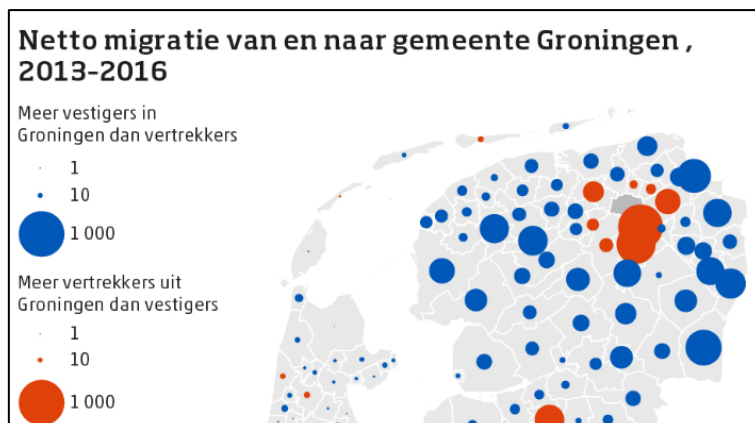 Netto migratie van en naar gemeente Groningen ,
2013-2016
Meer vestigers in
Groningen dan vertrekkers
1
10
1 000
Meer vertrekkers uit
Groningen dan vestigers
1
10
1 000